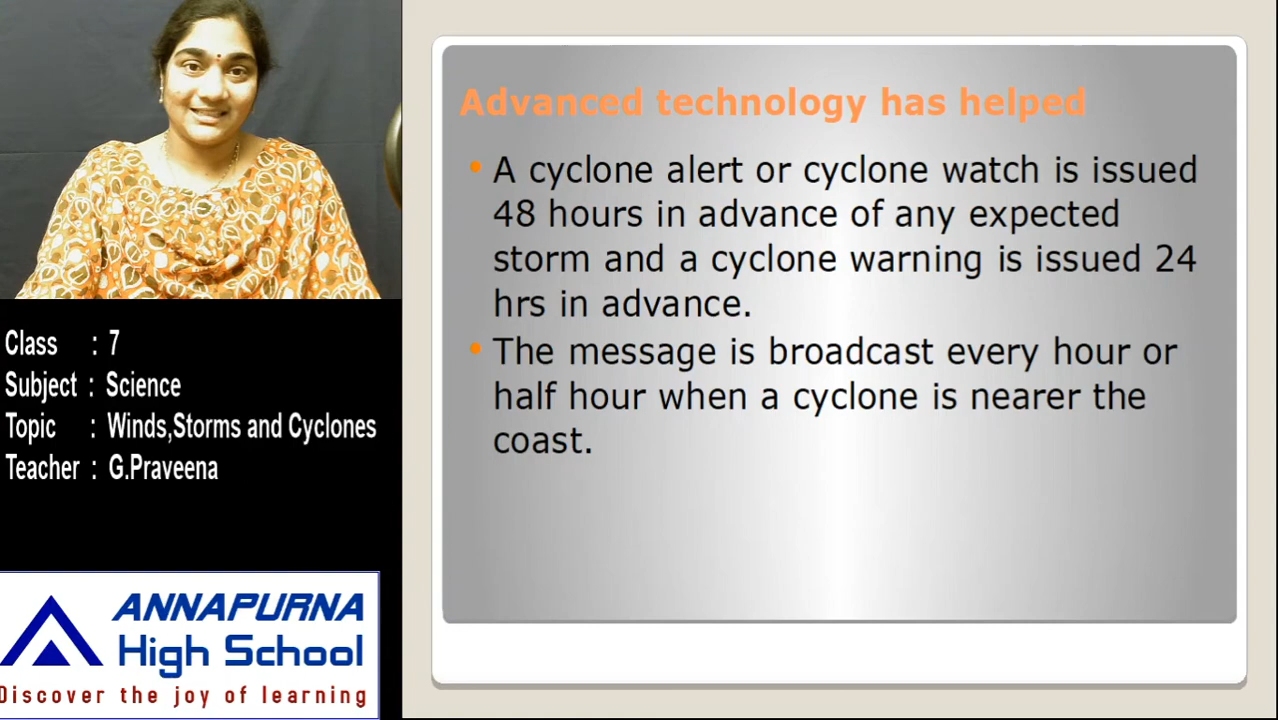 Advanced technology has helped
• A cyclone alert or cyclone watch is issued
48 hours in advance of any expected
storm and a cyclone warning is issued 24
hrs in advance.
• The message is broadcast every hour or
half hour when a cyclone is nearer the
coast.
Class : 7
Subject : Science
Topic : Winds,Storms and Cyclones
Teacher : G.Praveena
ANNAPURNA
High School
Discover the joy of learning